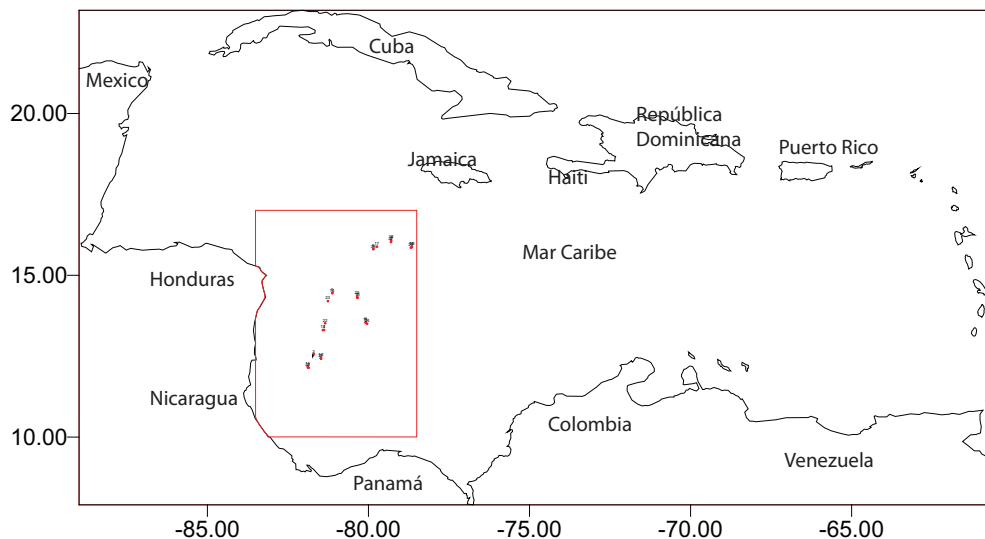 Cuba
Mexico
20.00
República
Dominicana
Puerto Rico
Jamaica
Haiti
Mar Caribe
15.00
Honduras
Nicaragua
10.00
Colombia
Venezuela
Panamá
-85.00
-80.00
-75.00
-70.00
-65.00